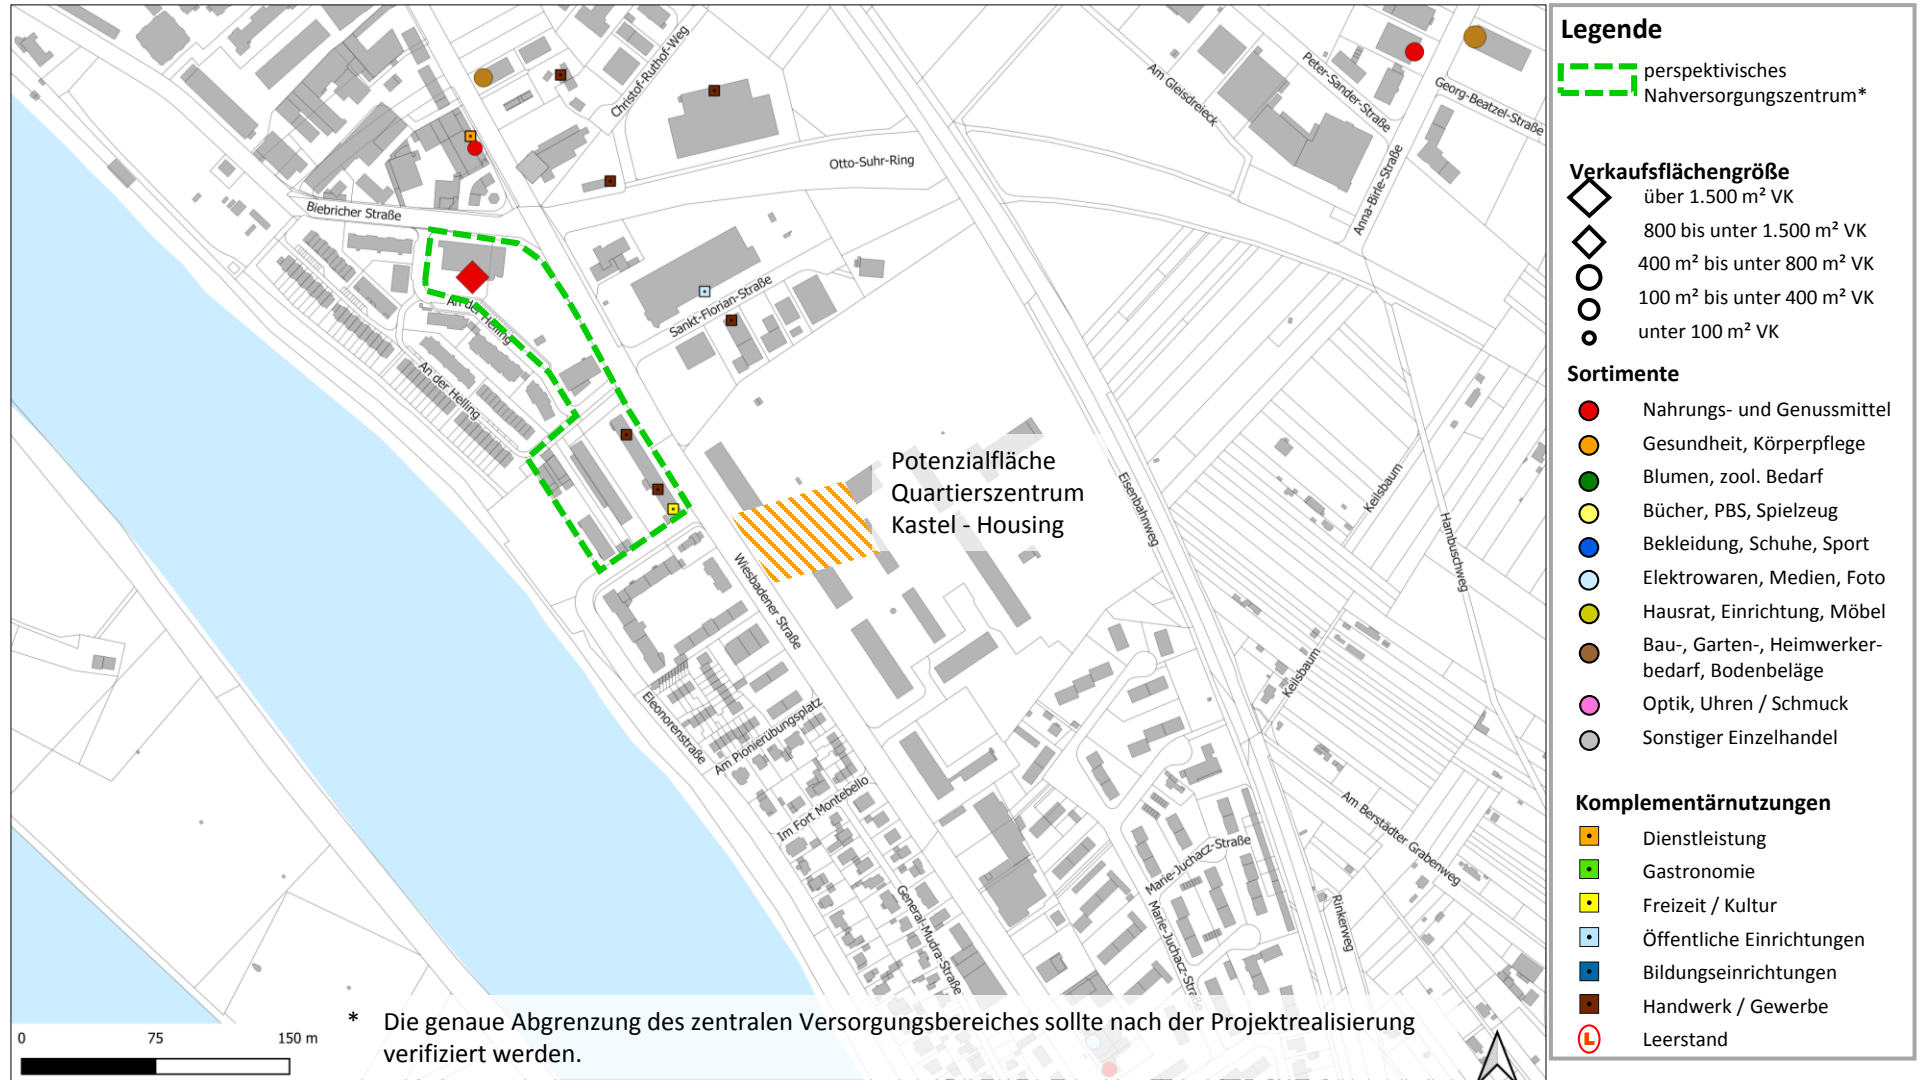 Christof-Ruthof-Weg
Am Gleisdreieck
Peter-Sander-Straße
Georg-Beatzel-Straße
Otto-Suhr-Ring
Anna-Birle-Straße
Biebricher Straße
Sankt-Florian-Straße
An der Helling
An der Helling
Potenzialfläche
Quartierszentrum
Kastel - Housing
Eisenbahnweg
Keilsbaum
Hambuschweg
Wiesbadener Straße
Keilsbaum
Eleonorenstraße
Am Pionierübungsplatz
Im Fort Montebello
Am Berstädter Grabenweg
Marie-Juchacz-Straße
Marie-Juchacz-Straße
General-Mudra-Straße
Rinkerweg
0 75 150 m
* Die genaue Abgrenzung des zentralen Versorgungsbereiches sollte nach der Projektrealisierung
verifiziert werden.
Legende
perspektivisches
Nahversorgungszentrum*
Verkaufsflächengröße
über 1.500 m² VK
800 bis unter 1.500 m² VK
400 m² bis unter 800 m² VK
100 m² bis unter 400 m² VK
unter 100 m² VK
Sortimente
Nahrungs- und Genussmittel
Gesundheit, Körperpflege
Blumen, zool. Bedarf
Bücher, PBS, Spielzeug
Bekleidung, Schuhe, Sport
Elektrowaren, Medien, Foto
Hausrat, Einrichtung, Möbel
Bau-, Garten-, Heimwerker-
bedarf, Bodenbeläge
Optik, Uhren / Schmuck
Sonstiger Einzelhandel
Komplementärnutzungen
Dienstleistung
Gastronomie
Freizeit / Kultur
Öffentliche Einrichtungen
Bildungseinrichtungen
Handwerk / Gewerbe
L Leerstand